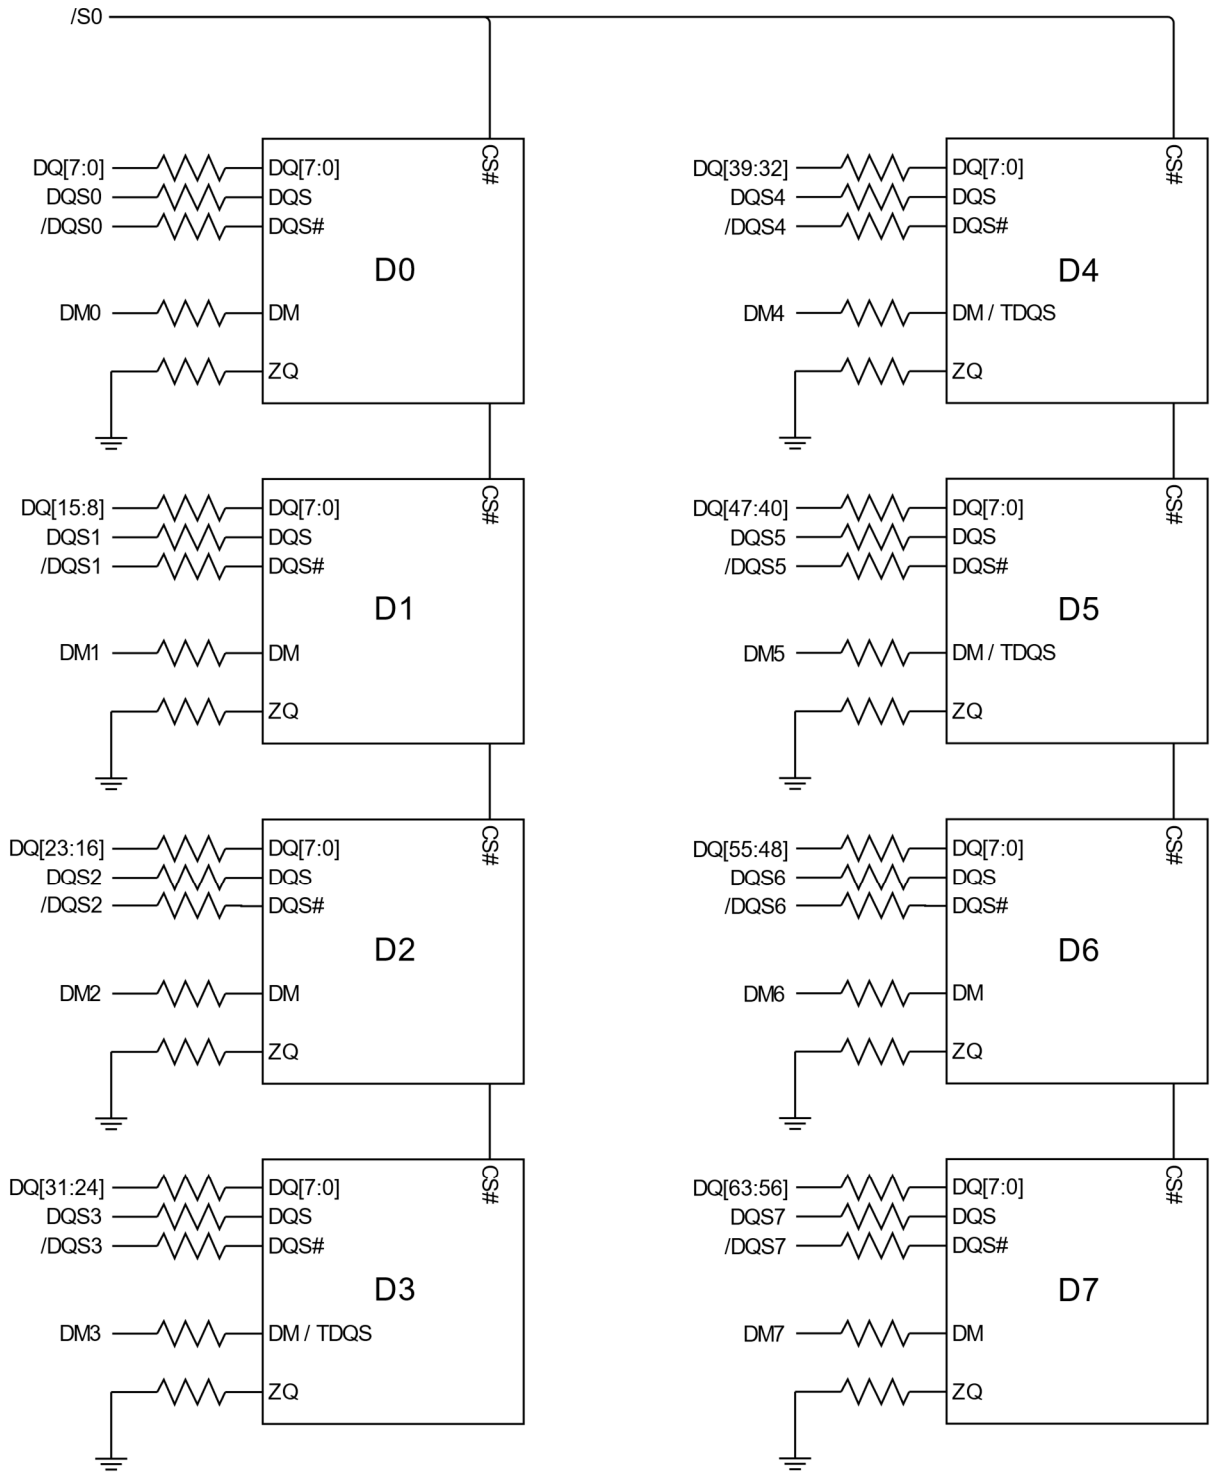 /S0
CS#
DQ[7:0] DQ[7:0]
DQS0 DQS
/DQS0 DQS#
D0
DM0 DM
ZQ
CS#
DQ[15:8] DQ[7:0]
DQS1 DQS
/DQS1 DQS#
D1
DM1 DM
ZQ
CS#
DQ[23:16] DQ[7:0]
DQS2 DQS
/DQS2 DQS#
D2
DM2 DM
ZQ
CS#
DQ[31:24] DQ[7:0]
DQS3 DQS
/DQS3 DQS#
D3
DM3 DM / TDQS
ZQ
CS#
DQ[39:32] DQ[7:0]
DQS4 DQS
/DQS4 DQS#
D4
DM4 DM / TDQS
ZQ
CS#
DQ[47:40] DQ[7:0]
DQS5 DQS
/DQS5 DQS#
D5
DM5 DM / TDQS
ZQ
CS#
DQ[55:48] DQ[7:0]
DQS6 DQS
/DQS6 DQS#
D6
DM6 DM
ZQ
CS#
DQ[63:56] DQ[7:0]
DQS7 DQS
/DQS7 DQS#
D7
DM7 DM
ZQ